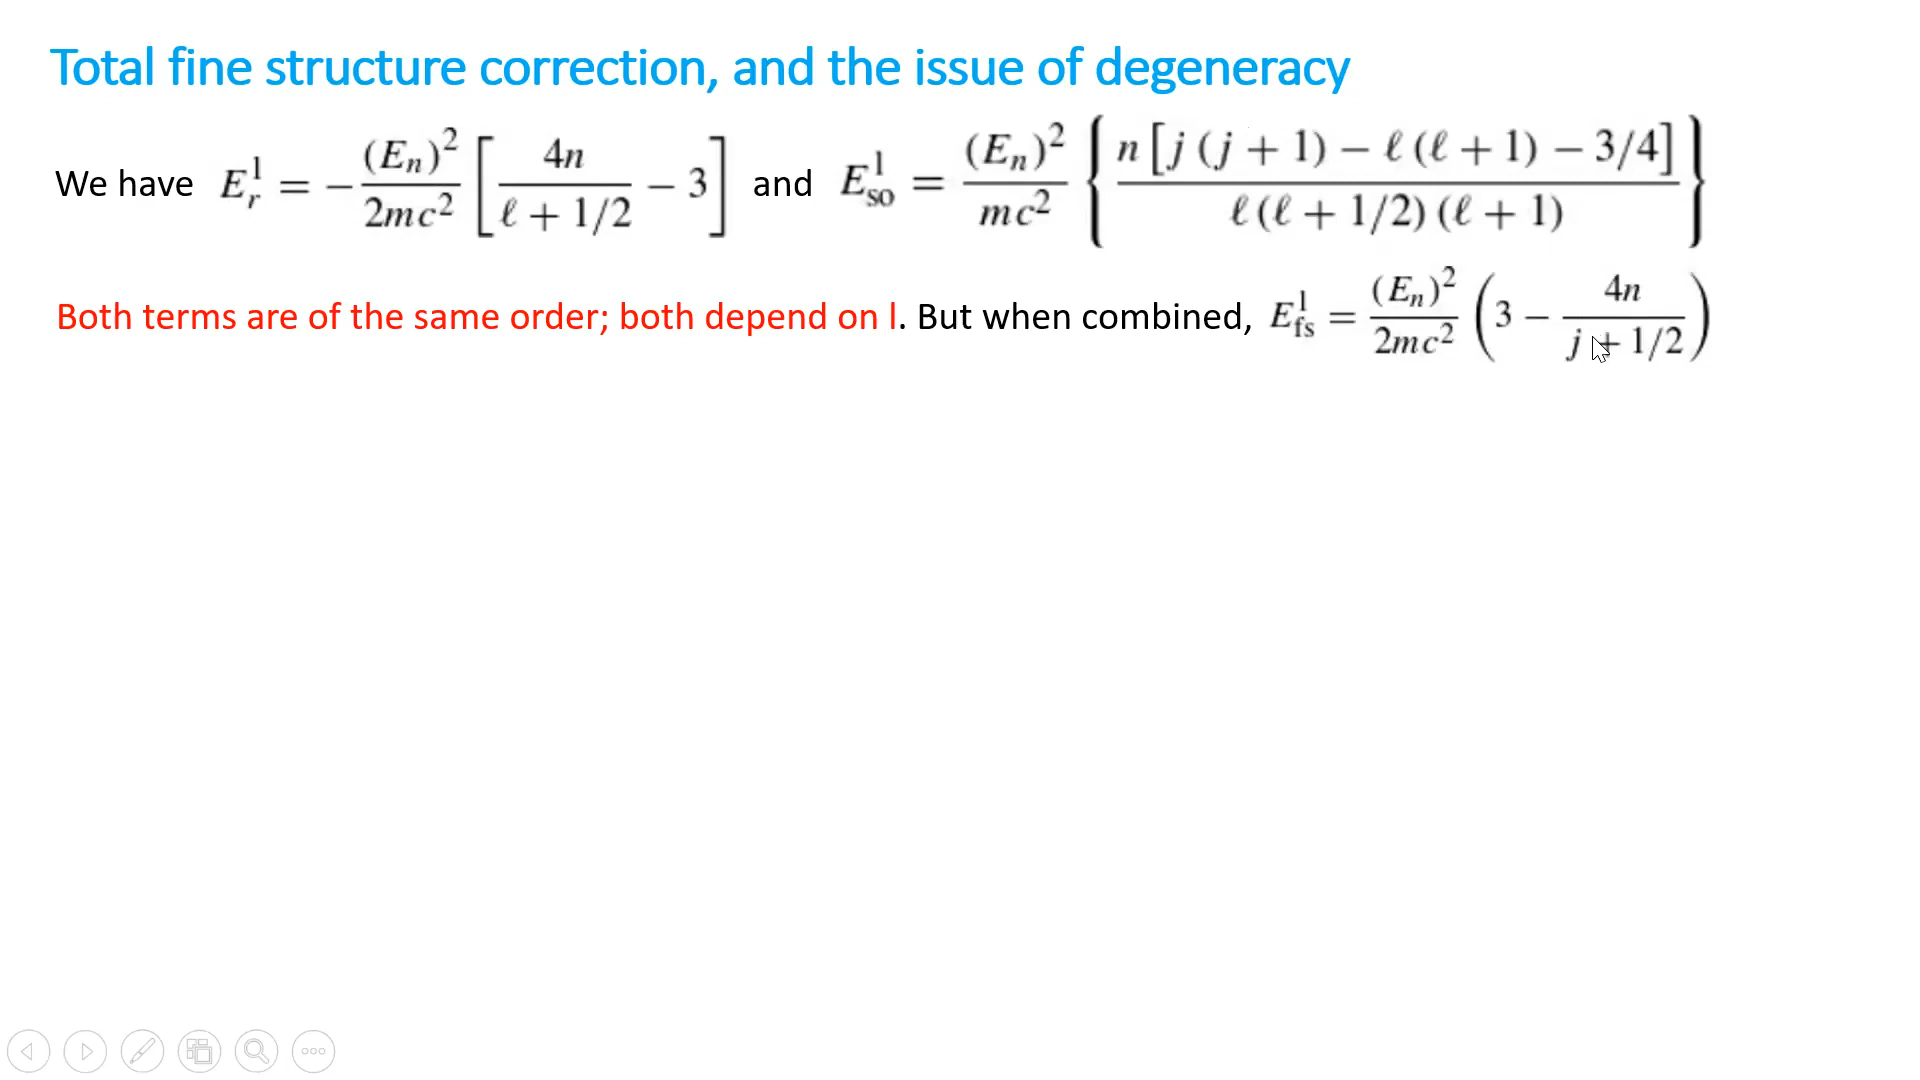 Total fine structure correction, and the issue of degeneracy
We have E_r^1 = −(E_n)^2/2mc^2 [4n/(ℓ + 1/2) − 3] and E_so^1 = (E_n)^2/mc^2 {n [j (j + 1) − ℓ (ℓ + 1) − 3/4]/ℓ (ℓ + 1/2) (ℓ + 1)}
Both terms are of the same order; both depend on l. But when combined, E_fs^1 = (E_n)^2/2mc^2 (3 − 4n/(j + 1/2))